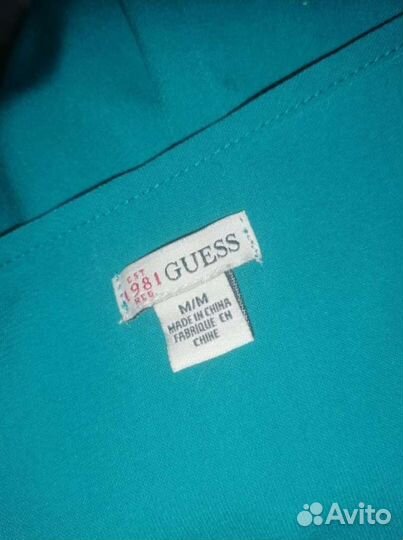 EST
1981 GUESS
REG.
M/M
MADE IN CHINA
FABRIQUE EN
CHINE
Avito